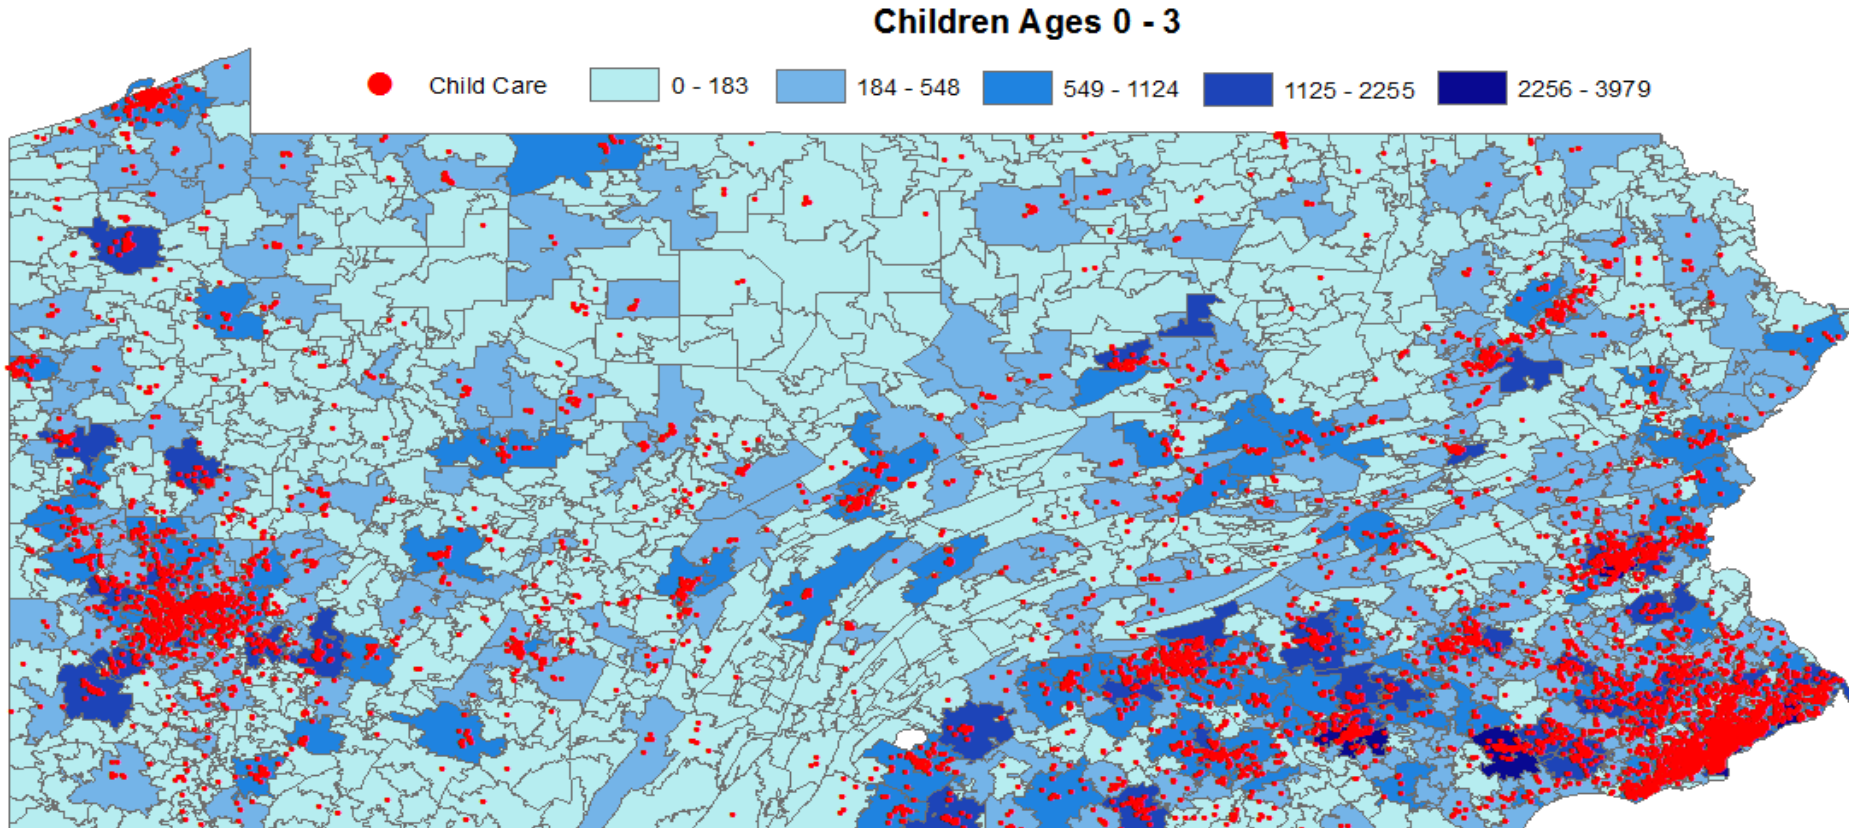 Children Ages 0 - 3
Child Care 0 - 183 184 - 548 549 - 1124 1125 - 2255 2256 - 3979